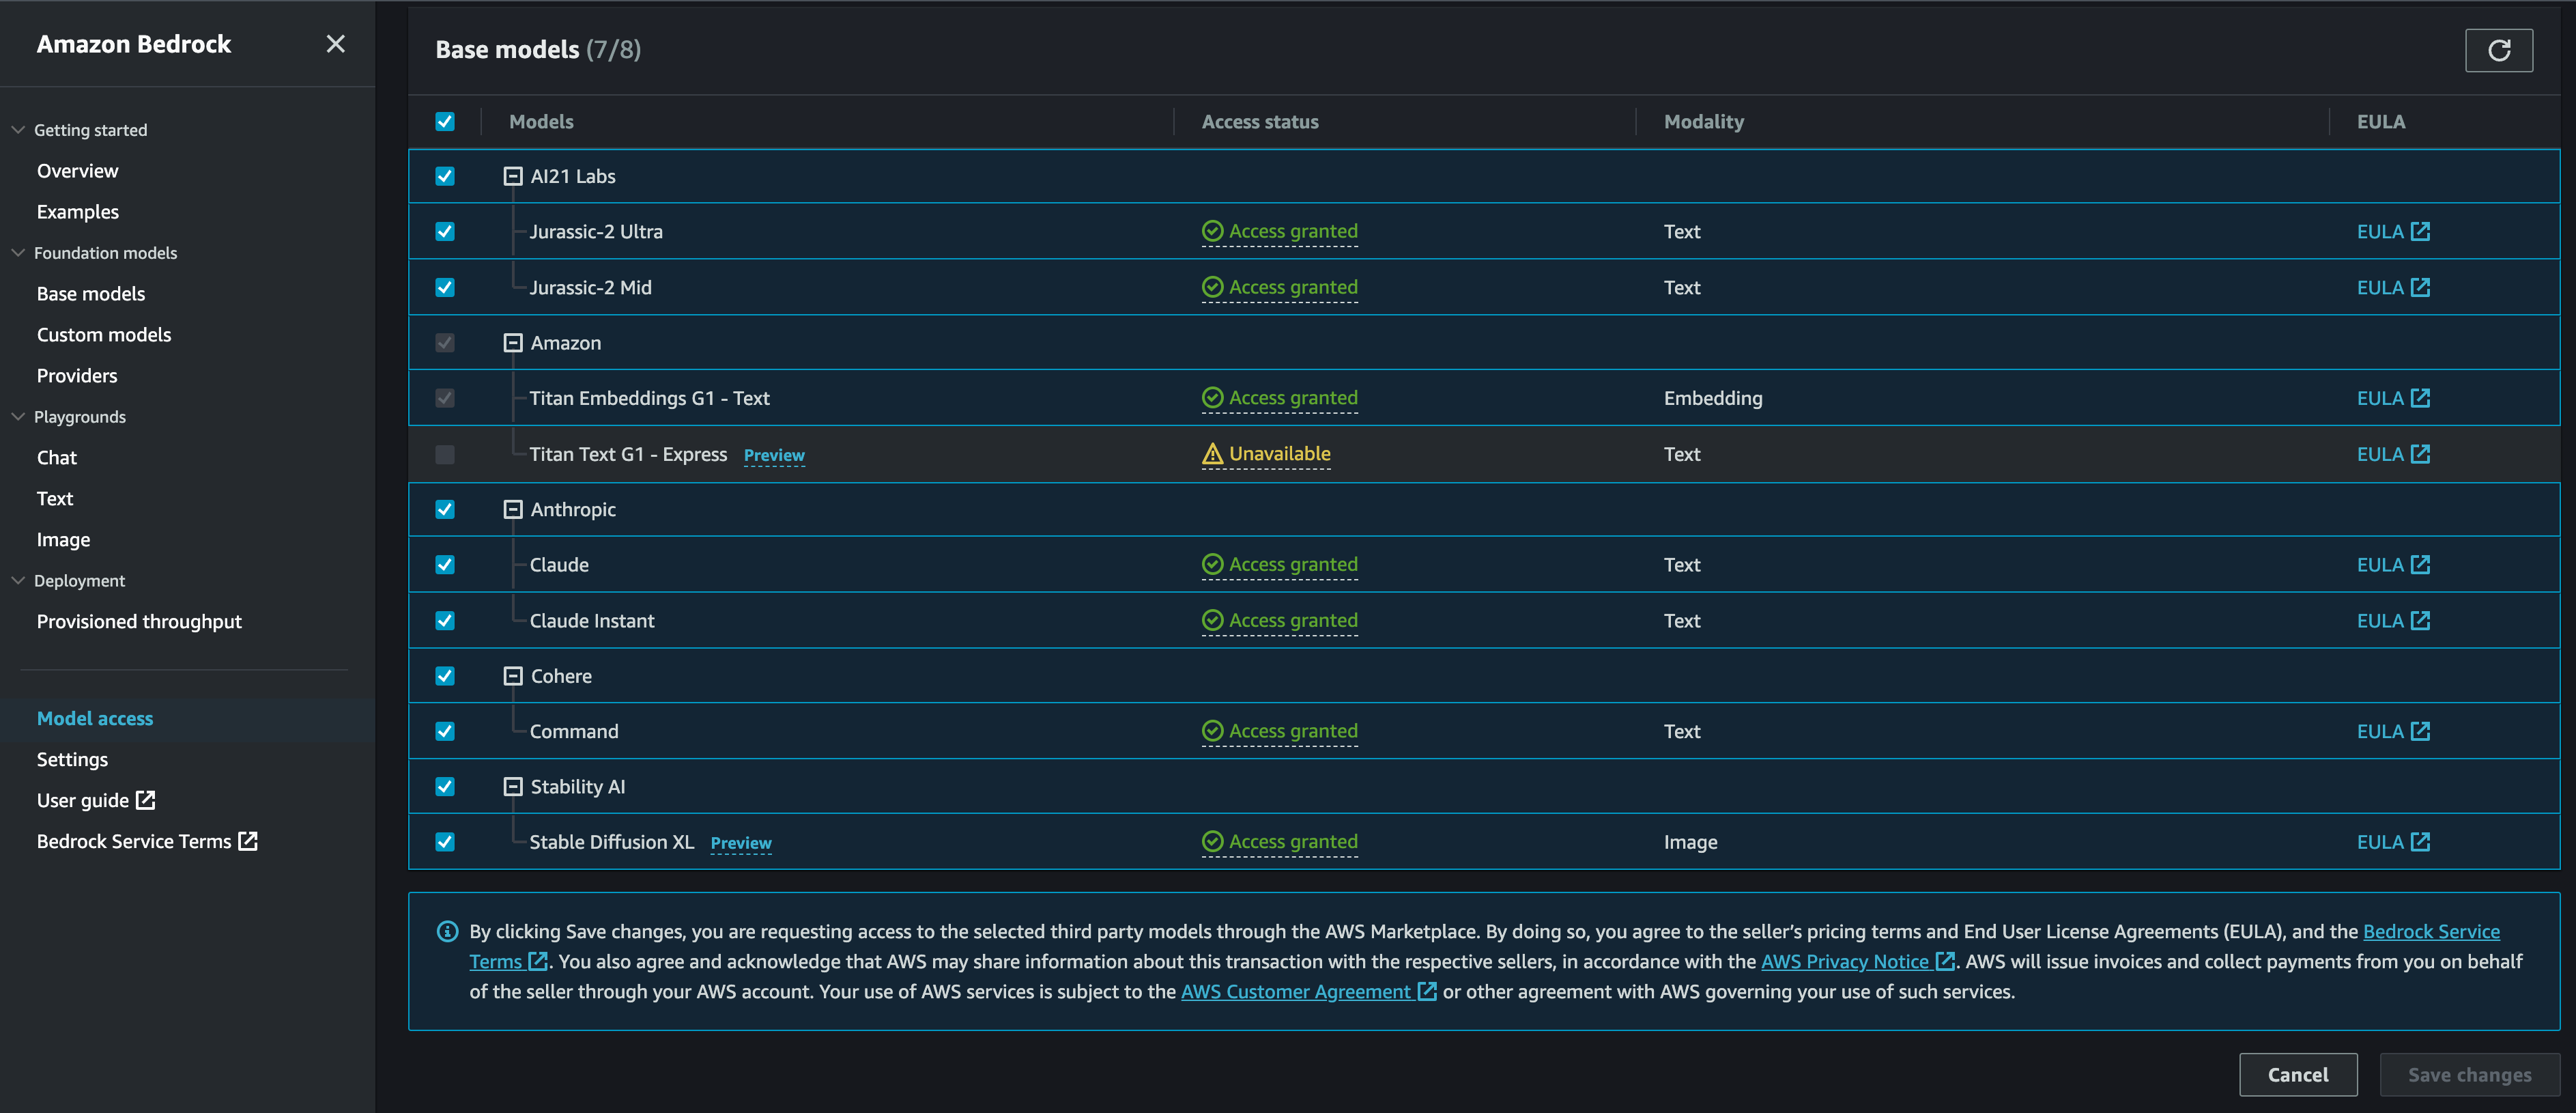 Amazon Bedrock
Getting started
Overview
Examples
Foundation models
Base models
Custom models
Providers
Playgrounds
Chat
Text
Image
Deployment
Provisioned throughput
Model access
Settings
User guide
Bedrock Service Terms
Base models (7/8)
Models Access status Modality EULA
AI21 Labs
Jurassic-2 Ultra Access granted Text EULA
Jurassic-2 Mid Access granted Text EULA
Amazon
Titan Embeddings G1 - Text Access granted Embedding EULA
Titan Text G1 - Express Preview Unavailable Text EULA
Anthropic
Claude Access granted Text EULA
Claude Instant Access granted Text EULA
Cohere
Command Access granted Text EULA
Stability AI
Stable Diffusion XL Preview Access granted Image EULA
By clicking Save changes, you are requesting access to the selected third party models through the AWS Marketplace. By doing so, you agree to the seller's pricing terms and End User License Agreements (EULA), and the Bedrock Service
Terms. You also agree and acknowledge that AWS may share information about this transaction with the respective sellers, in accordance with the AWS Privacy Notice. AWS will issue invoices and collect payments from you on behalf
of the seller through your AWS account. Your use of AWS services is subject to the AWS Customer Agreement or other agreement with AWS governing your use of such services.
Cancel Save changes